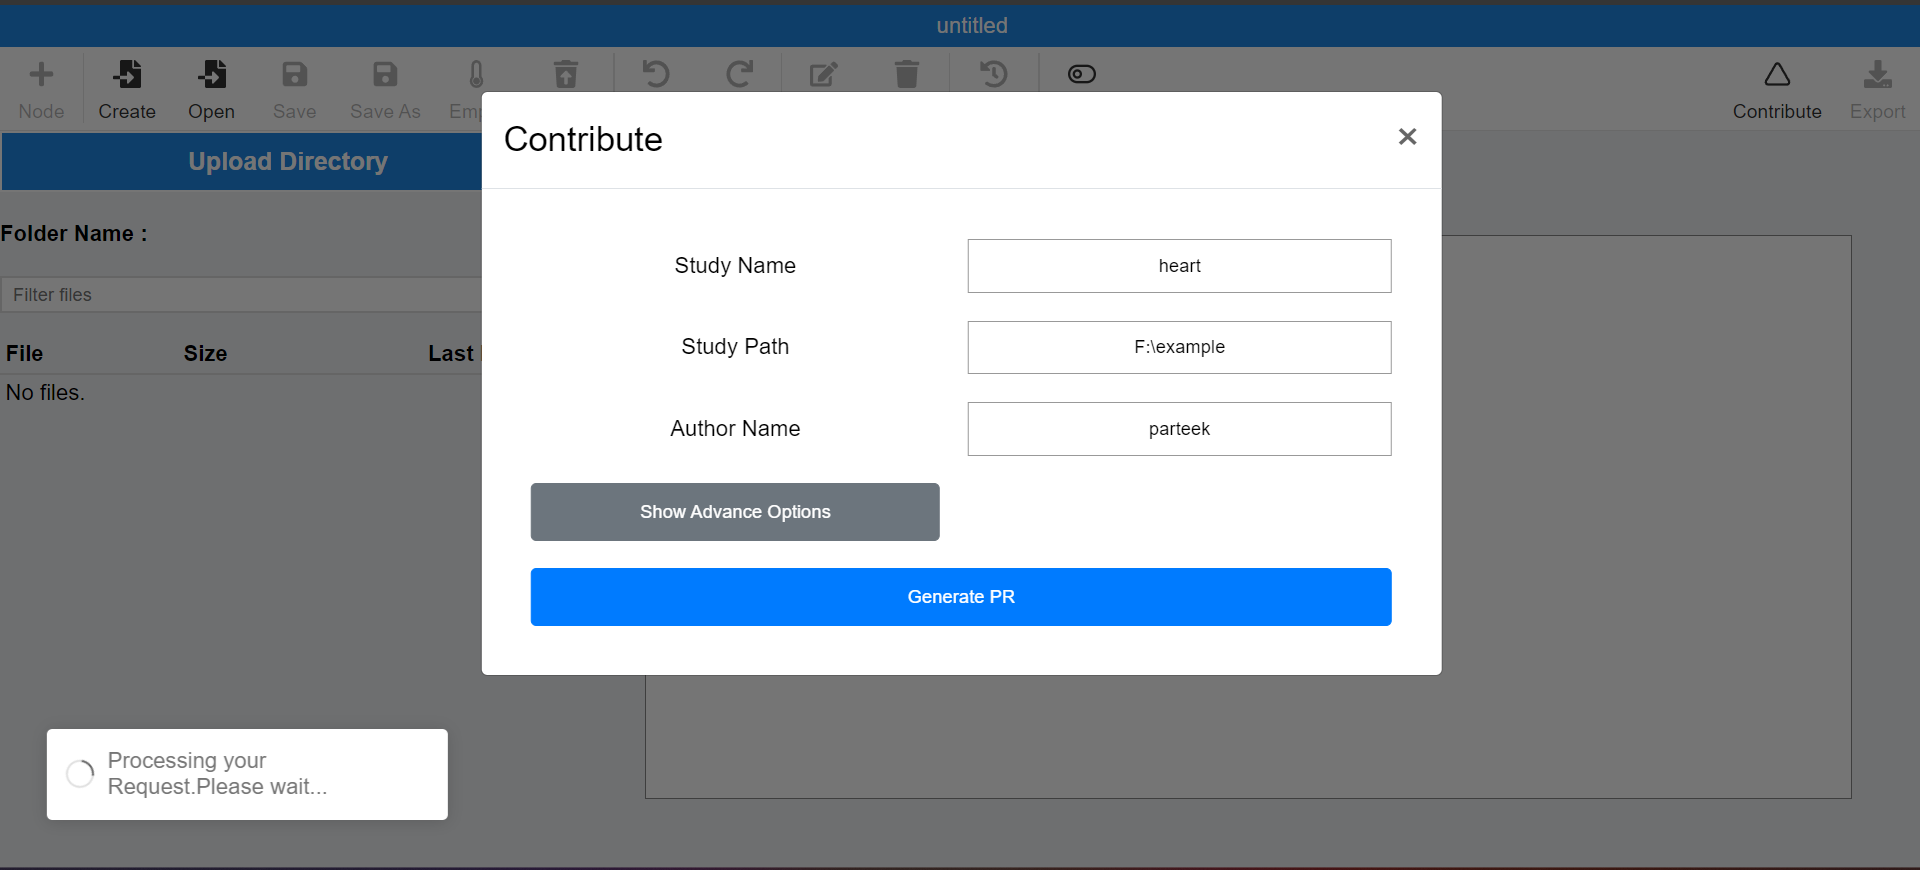 untitled
Node
Create
Open
Save
Save As
Contribute
Export
Upload Directory
Folder Name :
Filter files
File
Size
Last
No files.
Contribute
Study Name
heart
Study Path
F:\example
Author Name
parteek
Show Advance Options
Generate PR
Processing your
Request.Please wait...